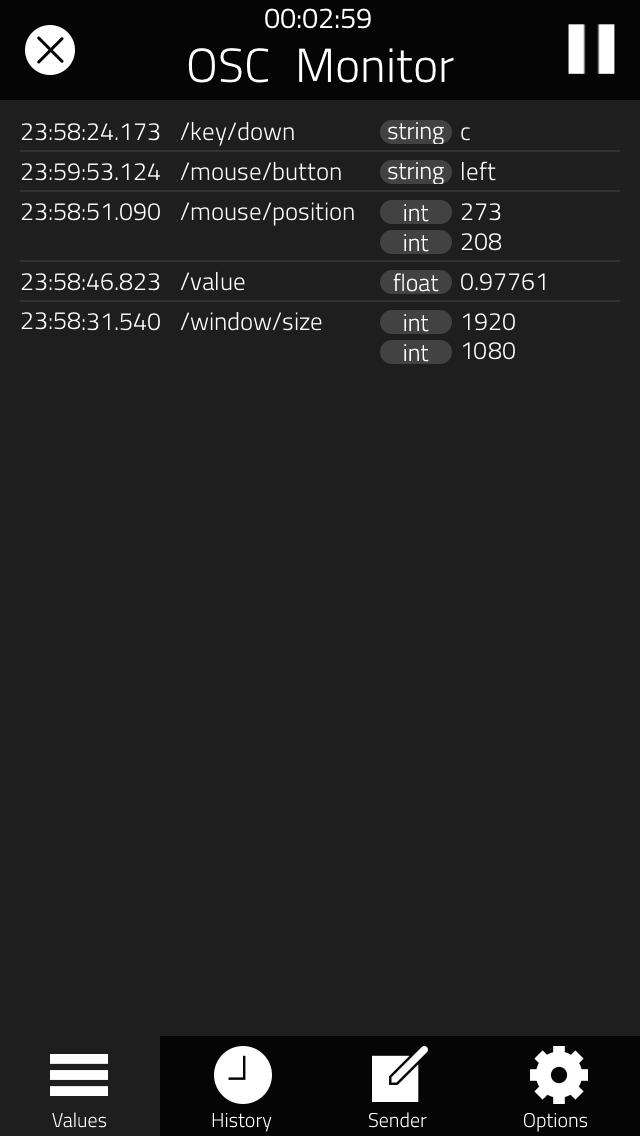 00:02:59
OSC Monitor
23:58:24.173 /key/down string c
23:59:53.124 /mouse/button string left
23:58:51.090 /mouse/position int 273
int 208
23:58:46.823 /value float 0.97761
23:58:31.540 /window/size int 1920
int 1080
Values History Sender Options